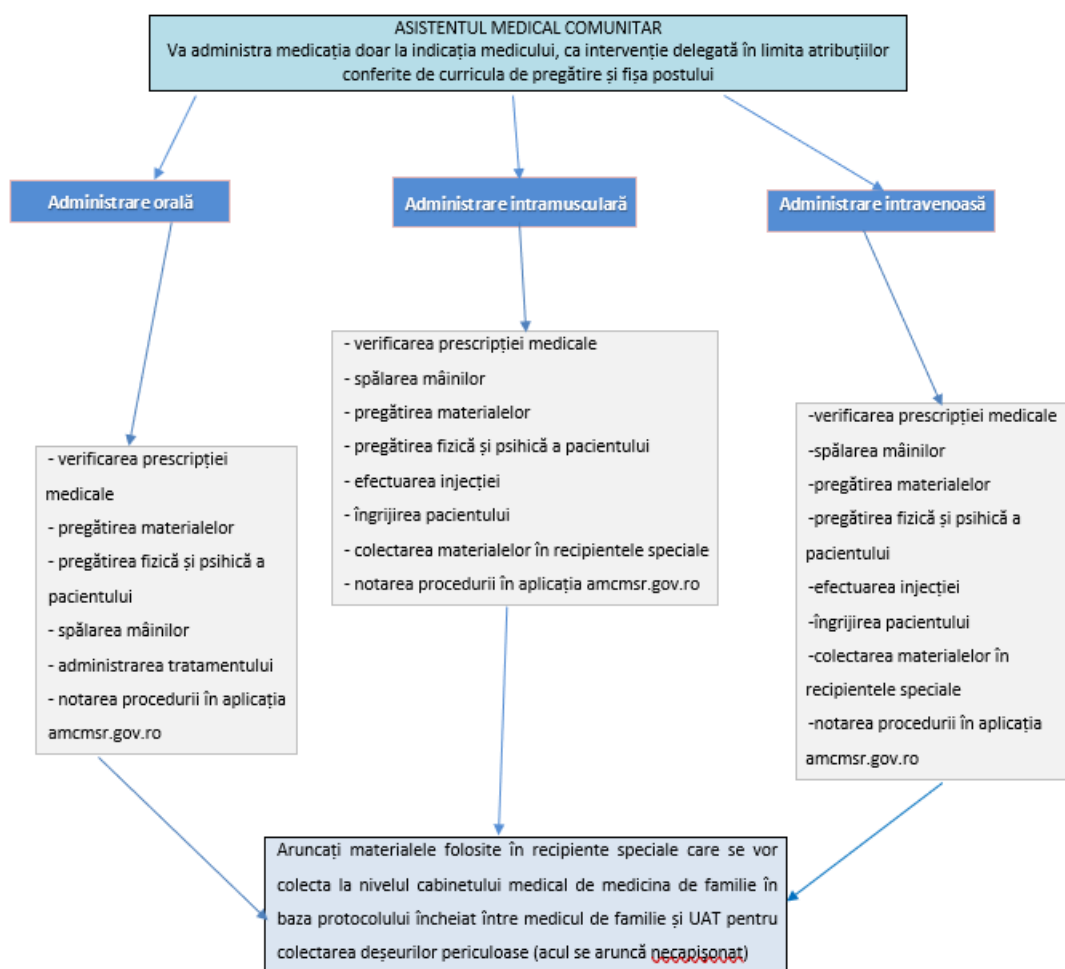 ASISTENTUL MEDICAL COMUNITAR
Va administra medicația doar la indicația medicului, ca intervenție delegată în limita atribuțiilor
conferite de curricula de pregătire și fișa postului
Administrare orală
Administrare intramusculară
Administrare intravenoasă
- verificarea prescripției
medicale
- pregătirea materialelor
- pregătirea fizică și psihică a
pacientului
- spălarea mâinilor
- administrarea tratamentului
- notarea procedurii în aplicația
amcmsr.gov.ro
- verificarea prescripției medicale
- spălarea mâinilor
- pregătirea materialelor
- pregătirea fizică și psihică a pacientului
- efectuarea injecției
- îngrijirea pacientului
- colectarea materialelor în recipientele speciale
- notarea procedurii în aplicația amcmsr.gov.ro
-verificarea prescripției medicale
-spălarea mâinilor
-pregătirea materialelor
-pregătirea fizică și psihică a
pacientului
-efectuarea injecției
-îngrijirea pacientului
-colectarea materialelor în
recipientele speciale
-notarea procedurii în aplicația
amcmsr.gov.ro
Aruncați materialele folosite în recipiente speciale care se vor
colecta la nivelul cabinetului medical de medicina de familie în
baza protocolului încheiat între medicul de familie și UAT pentru
colectarea deșeurilor periculoase (acul se aruncă necapișonat)